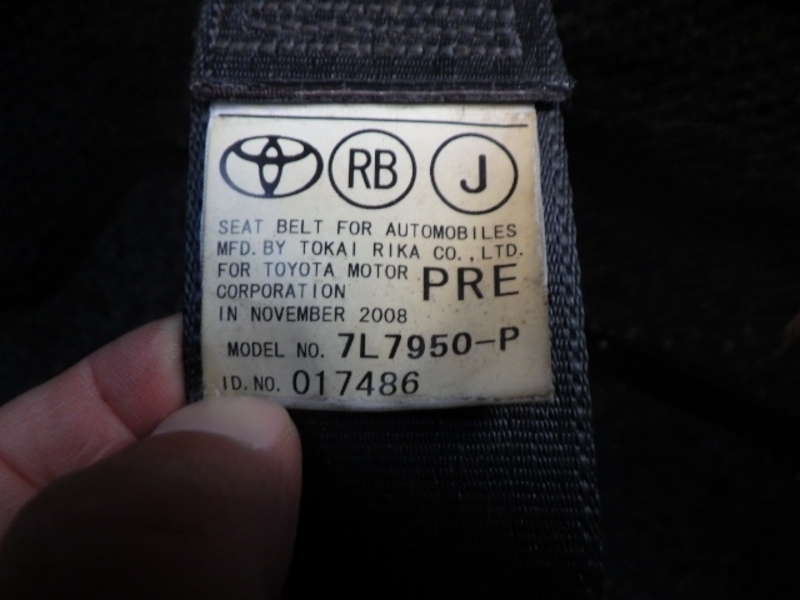 RB J
SEAT BELT FOR AUTOMOBILES
MFD. BY TOKAI RIKA CO., LTD.
FOR TOYOTA MOTOR PRE
CORPORATION
IN NOVEMBER 2008
MODEL NO. 7L7950-P
ID. NO. 017486